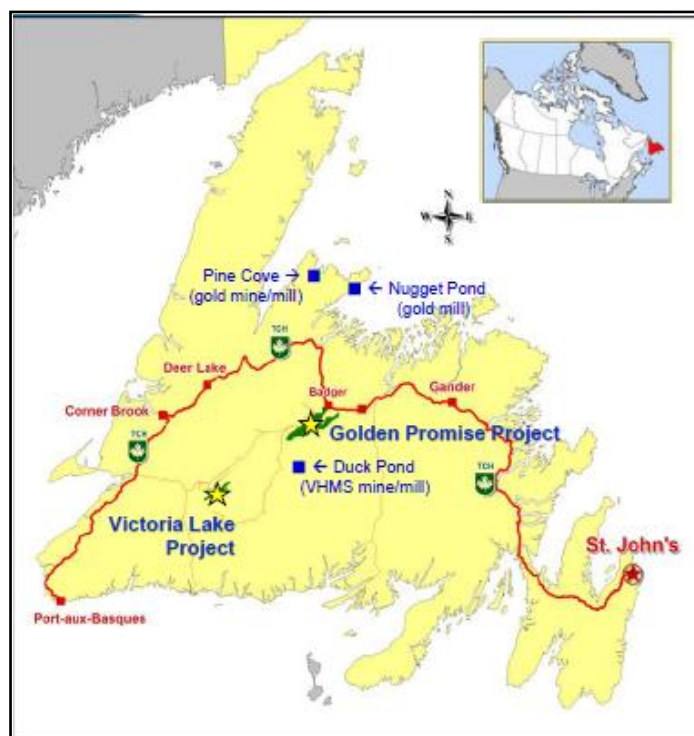 N
W E
S
Pine Cove →
(gold mine/mill)
← Nugget Pond
(gold mill)
TCH
Deer Lake
Badger
Gander
Corner Brook
TCH
Golden Promise Project
← Duck Pond
(VHMS mine/mill)
TCH
Victoria Lake
Project
St. John's
Port-aux-Basques